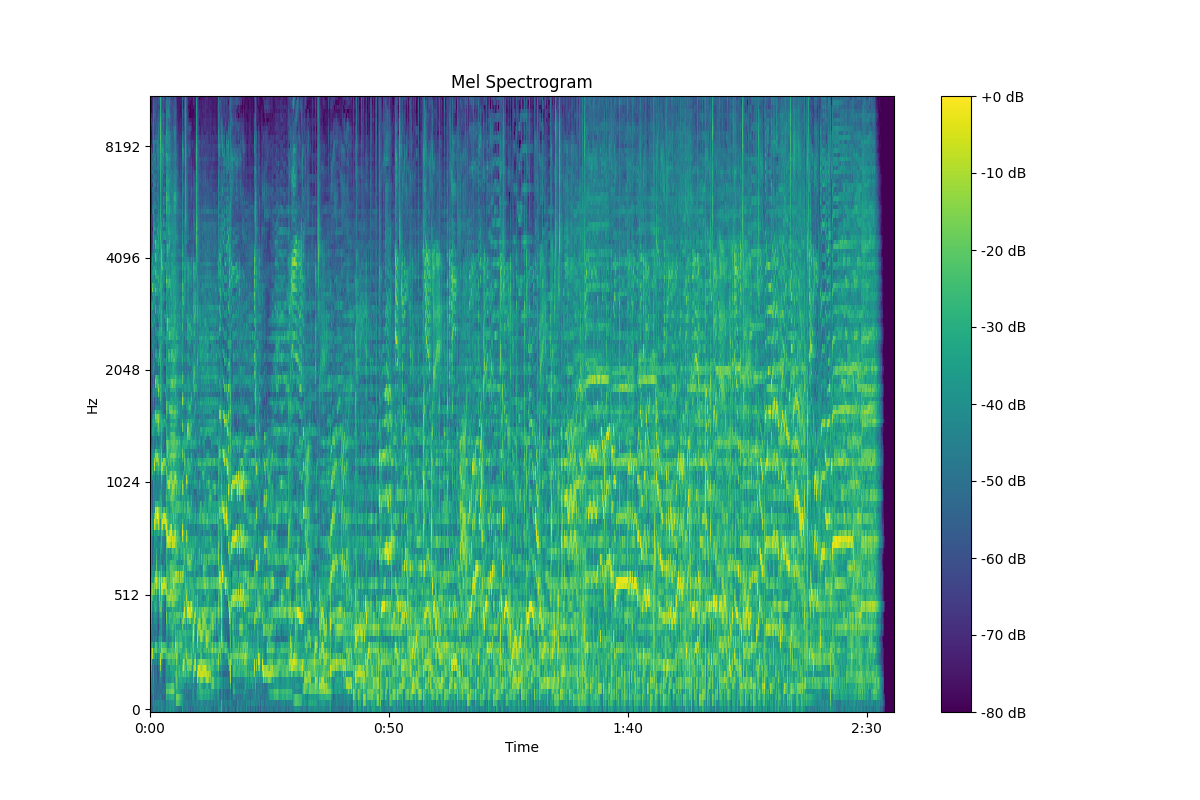 Mel Spectrogram
+0 dB
8192
-10 dB
-20 dB
4096
-30 dB
2048
Hz
-40 dB
1024
-50 dB
-60 dB
512
-70 dB
0
-80 dB
0:00
0:50
1:40
2:30
Time